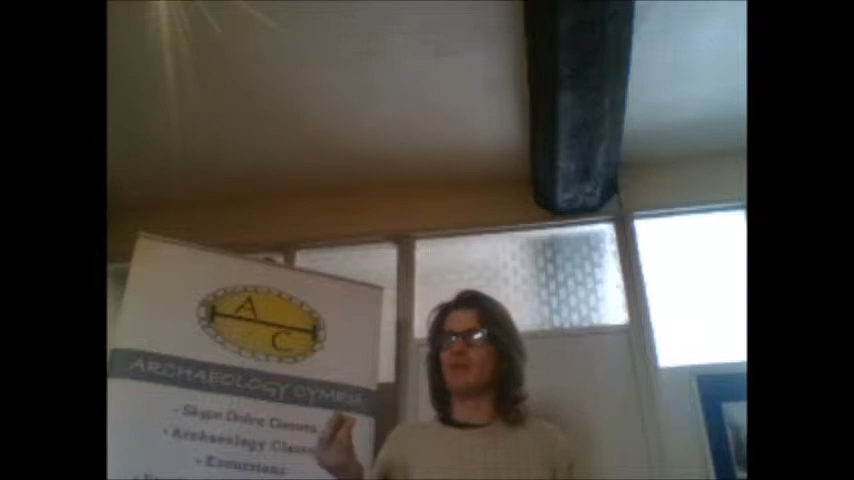 A
C
ARCHAEOLOGY CYMRU
- Skype Online Classes
- Archaeology Classes
- Excursions